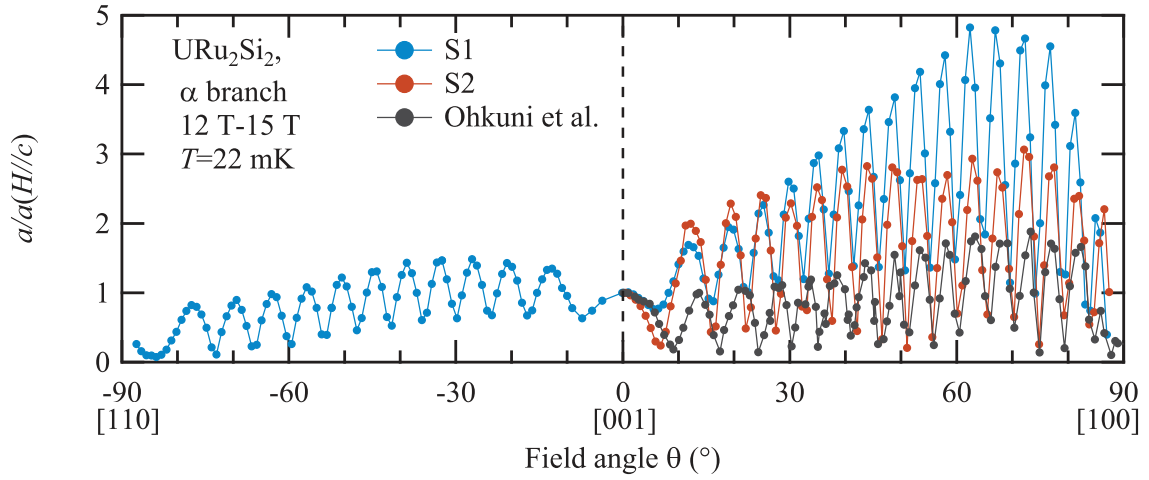 5
4
3
2
1
0
a/a(H//c)
URu₂Si₂,
α branch
12 T-15 T
T=22 mK
S1
S2
Ohkuni et al.
-90 -60 -30 0 30 60 90
[110] [001] [100]
Field angle θ (°)